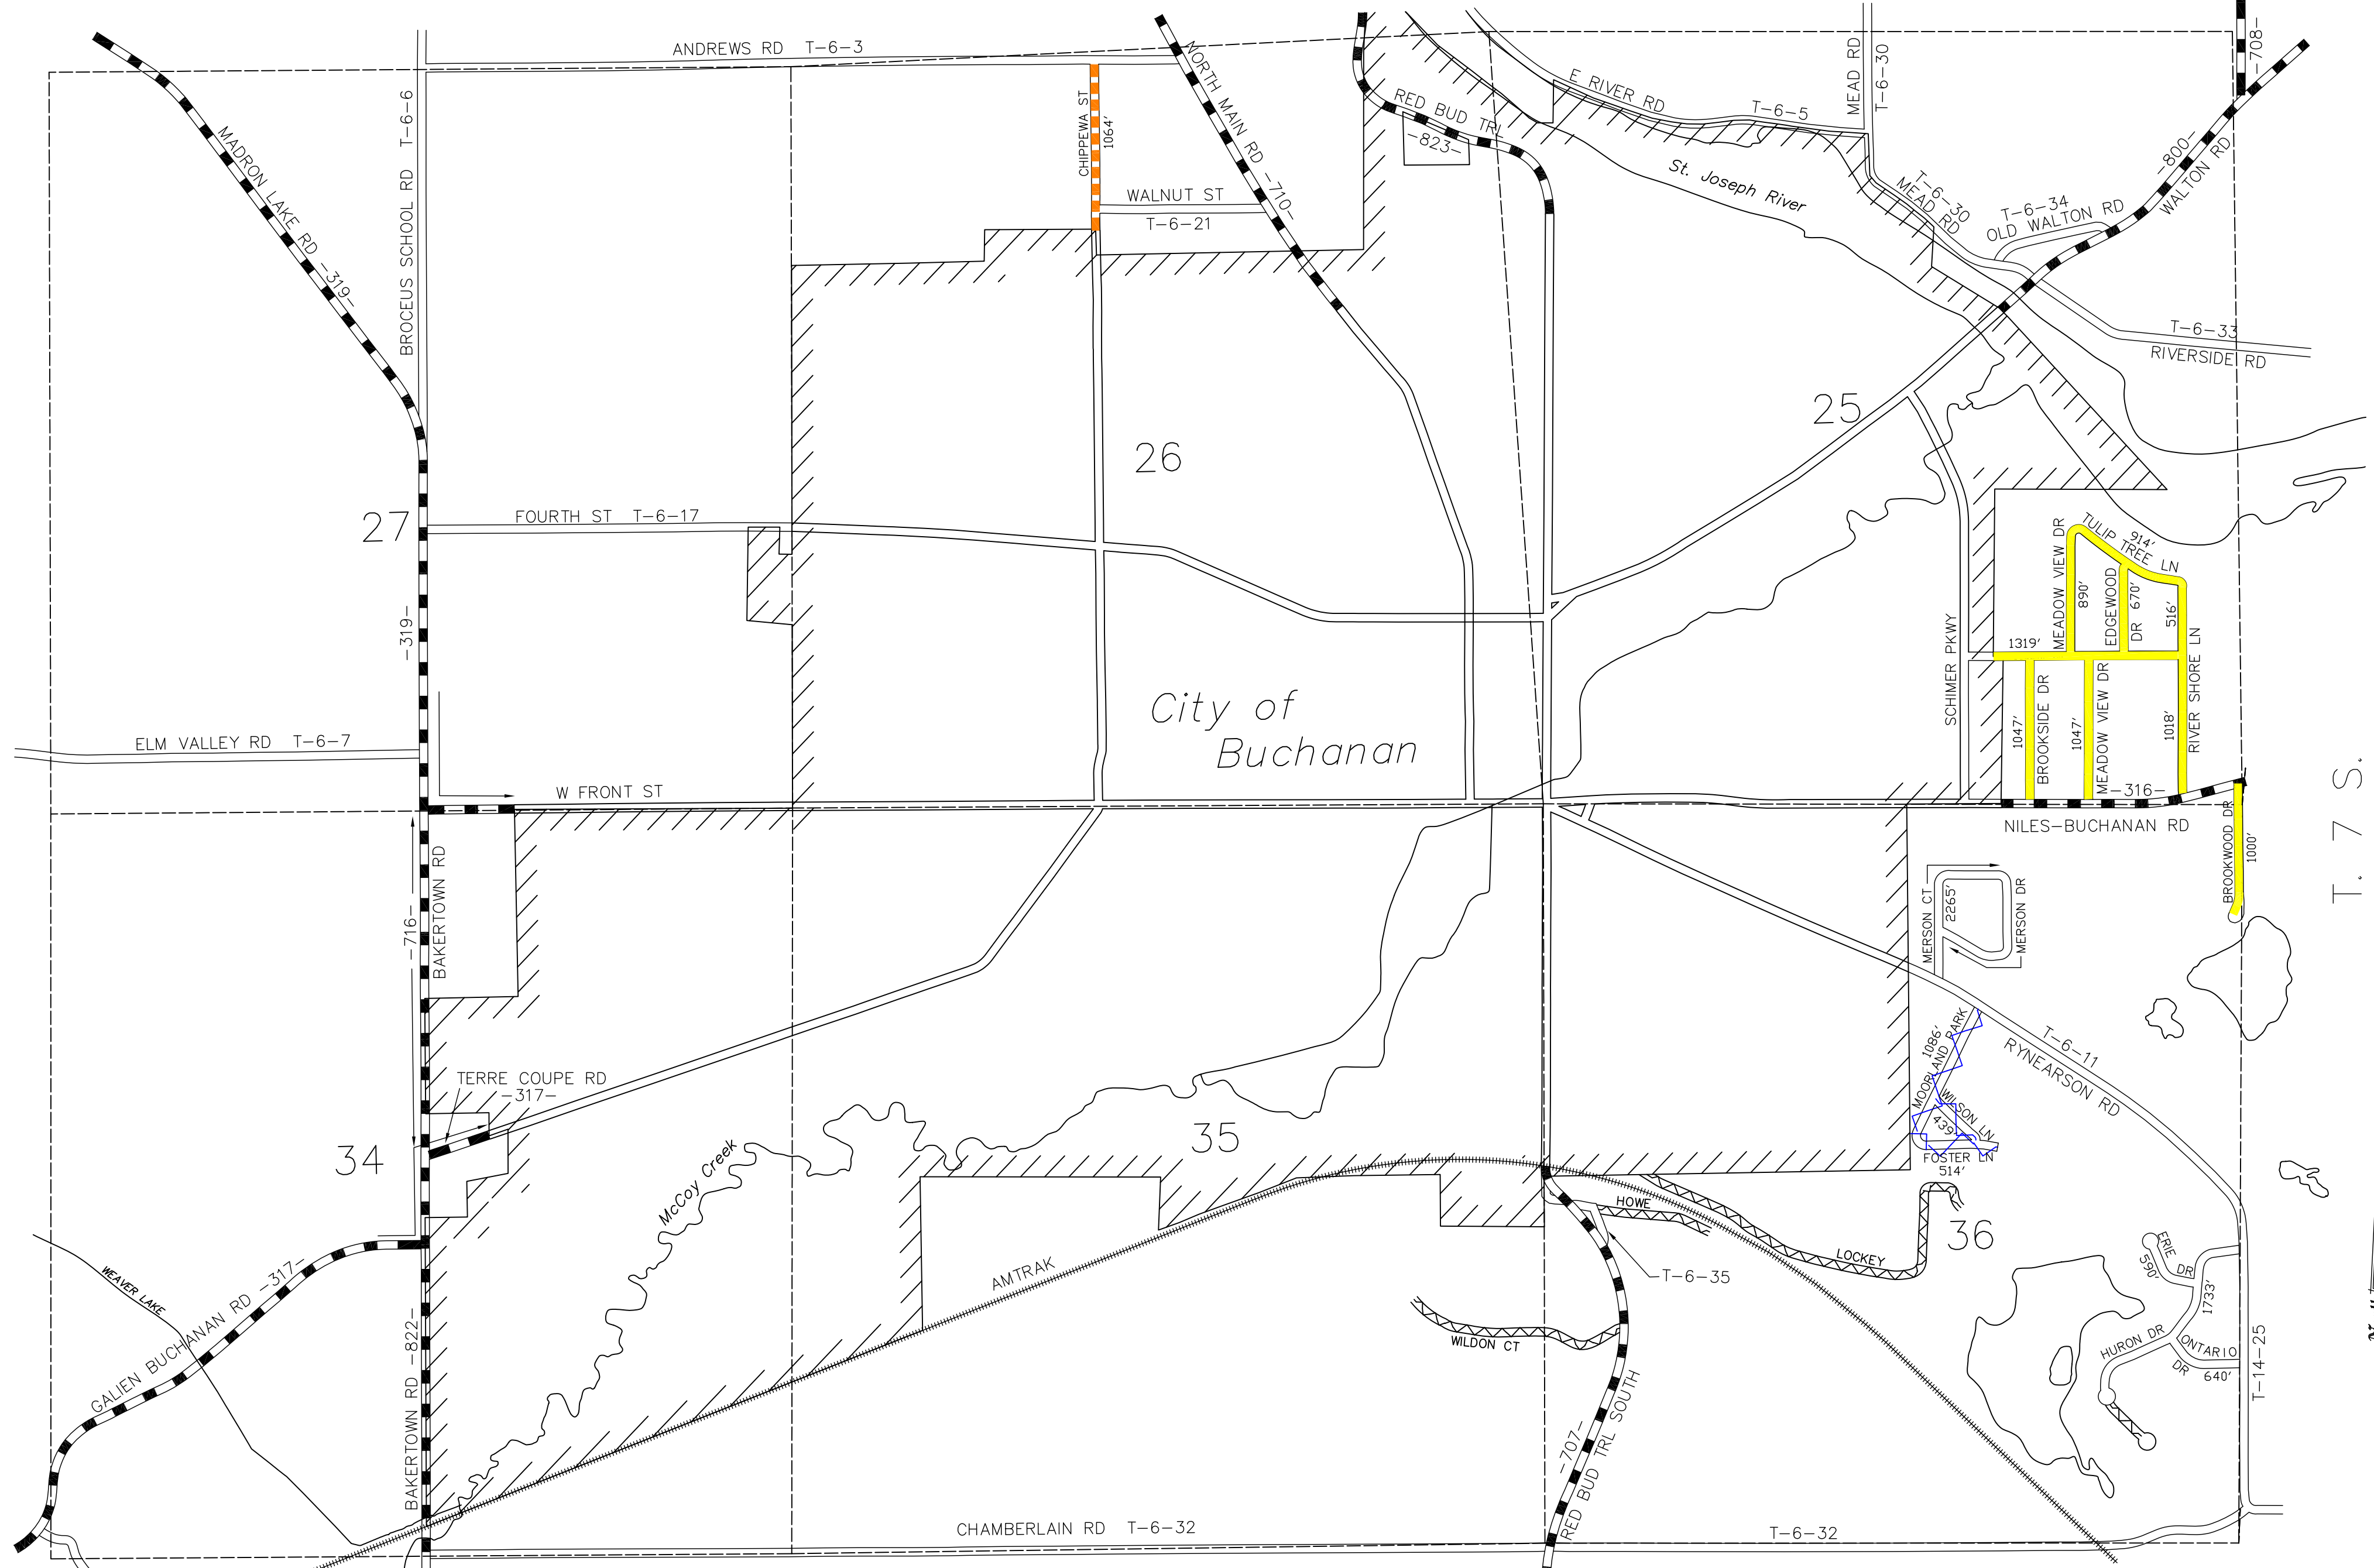 ANDREWS RD T-6-3
MADRON LAKE RD -319-
BROCEUS SCHOOL RD T-6-6
CHIPPEWA ST
1064'
NORTH MAIN RD -710-
WALNUT ST
T-6-21
RED BUD TRL
-823-
E RIVER RD
T-6-5
MEAD RD
T-6-30
St. Joseph River
T-6-30
MEAD RD
T-6-34
OLD WALTON RD
-800-
WALTON RD
-708-
T-6-33
RIVERSIDE RD
25
26
27
FOURTH ST T-6-17
-319-
City of
Buchanan
SCHIMER PKWY
MEADOW VIEW DR
890'
TULIP TREE LN
914'
EDGEWOOD
DR 670'
516'
1319'
RIVER SHORE LN
1047'
BROOKSIDE DR
1047'
MEADOW VIEW DR
1018'
ELM VALLEY RD T-6-7
W FRONT ST
-316-
NILES-BUCHANAN RD
BROOKWOOD DR
1000'
T. 7 S.
-716-
BAKERTOWN RD
MERSON CT
2265'
MERSON DR
T-6-11
RYNEARSON RD
1086'
MOORLAND PARK
WILSON LN
439'
FOSTER LN
514'
TERRE COUPE RD
-317-
34
35
36
McCoy Creek
WEAVER LAKE
GALIEN BUCHANAN RD -317-
BAKERTOWN RD -822-
AMTRAK
HOWE
LOCKEY
T-6-35
WILDON CT
ERIE
DR
590'
1733'
HURON DR
ONTARIO
DR
640'
T-14-25
-707-
RED BUD TRL SOUTH
CHAMBERLAIN RD T-6-32
T-6-32